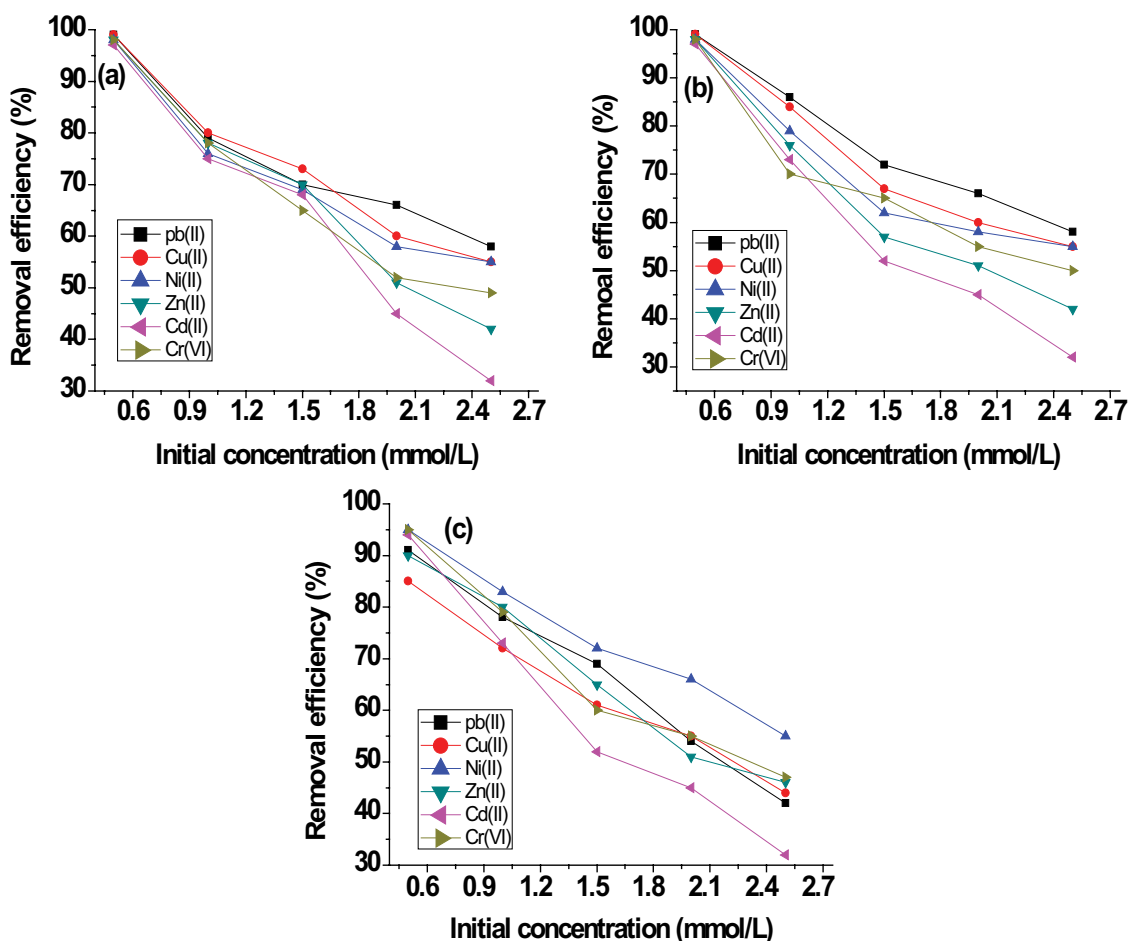 100
90
80
70
60
50
40
30
Removal efficiency (%)
(a)
pb(II)
Cu(II)
Ni(II)
Zn(II)
Cd(II)
Cr(VI)
0.6 0.9 1.2 1.5 1.8 2.1 2.4 2.7
Initial concentration (mmol/L)
100
90
80
70
60
50
40
30
Remoal efficiency (%)
(b)
pb(II)
Cu(II)
Ni(II)
Zn(II)
Cd(II)
Cr(VI)
0.6 0.9 1.2 1.5 1.8 2.1 2.4 2.7
Initial concentration (mmol/L)
100
90
80
70
60
50
40
30
Removal efficiency (%)
(c)
pb(II)
Cu(II)
Ni(II)
Zn(II)
Cd(II)
Cr(VI)
0.6 0.9 1.2 1.5 1.8 2.1 2.4 2.7
Initial concentration (mmol/L)